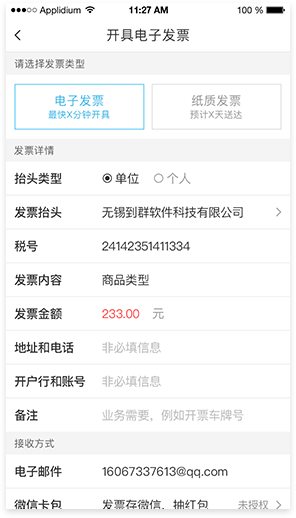 Applidium 11:27 AM 100 %
开具电子发票
请选择发票类型
电子发票 纸质发票
最快X分钟开具 预计X天送达
发票详情
抬头类型 单位 个人
发票抬头 无锡到群软件科技有限公司
税号 24142351411334
发票内容 商品类型
发票金额 233.00 元
地址和电话 非必填信息
开户行和账号 非必填信息
备注 业务需要，例如开票车牌号
接收方式
电子邮件 16067337613@qq.com
微信卡包 发票存微信，抽红包 未授权